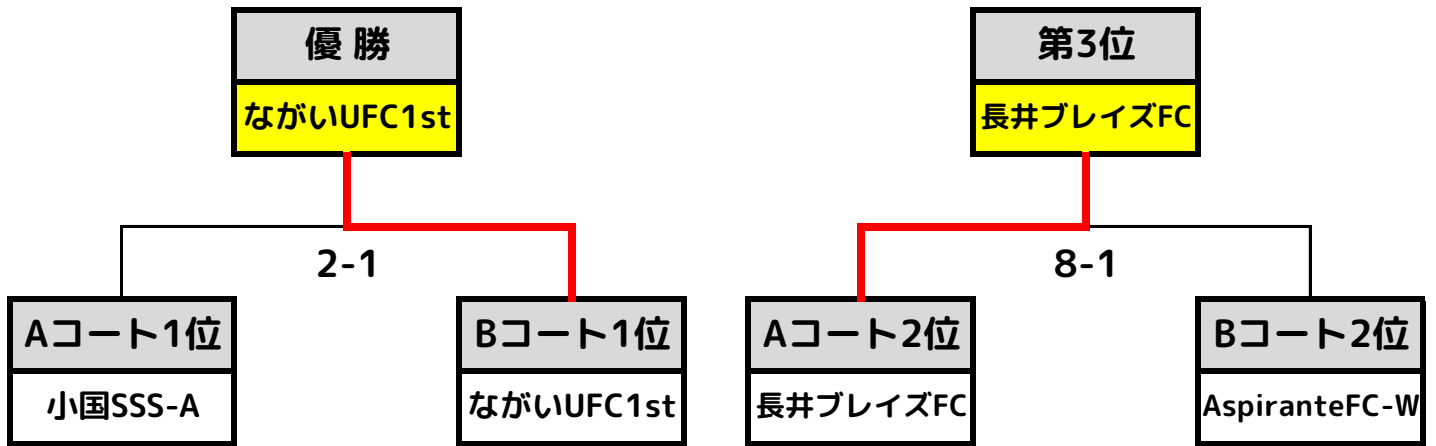 優 勝
ながいUFC1st
2-1
Aコート1位
小国SSS-A
Bコート1位
ながいUFC1st
第3位
長井ブレイズFC
8-1
Aコート2位
長井ブレイズFC
Bコート2位
AspiranteFC-W